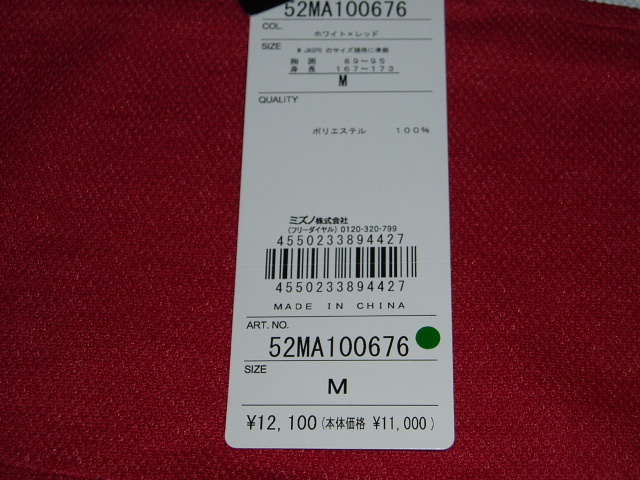 52MA100676
COL.
ホワイト×レッド
SIZE
M JASPO のサイズ規格に準拠
胸囲 89～95
身長 167～173
M
QUALITY
ポリエステル 100%
ミズノ株式会社
(フリーダイヤル) 0120-320-799
4550233894427
4550233894427
MADE IN CHINA
ART. NO.
52MA100676
SIZE
M
¥12,100(本体価格 ¥11,000)